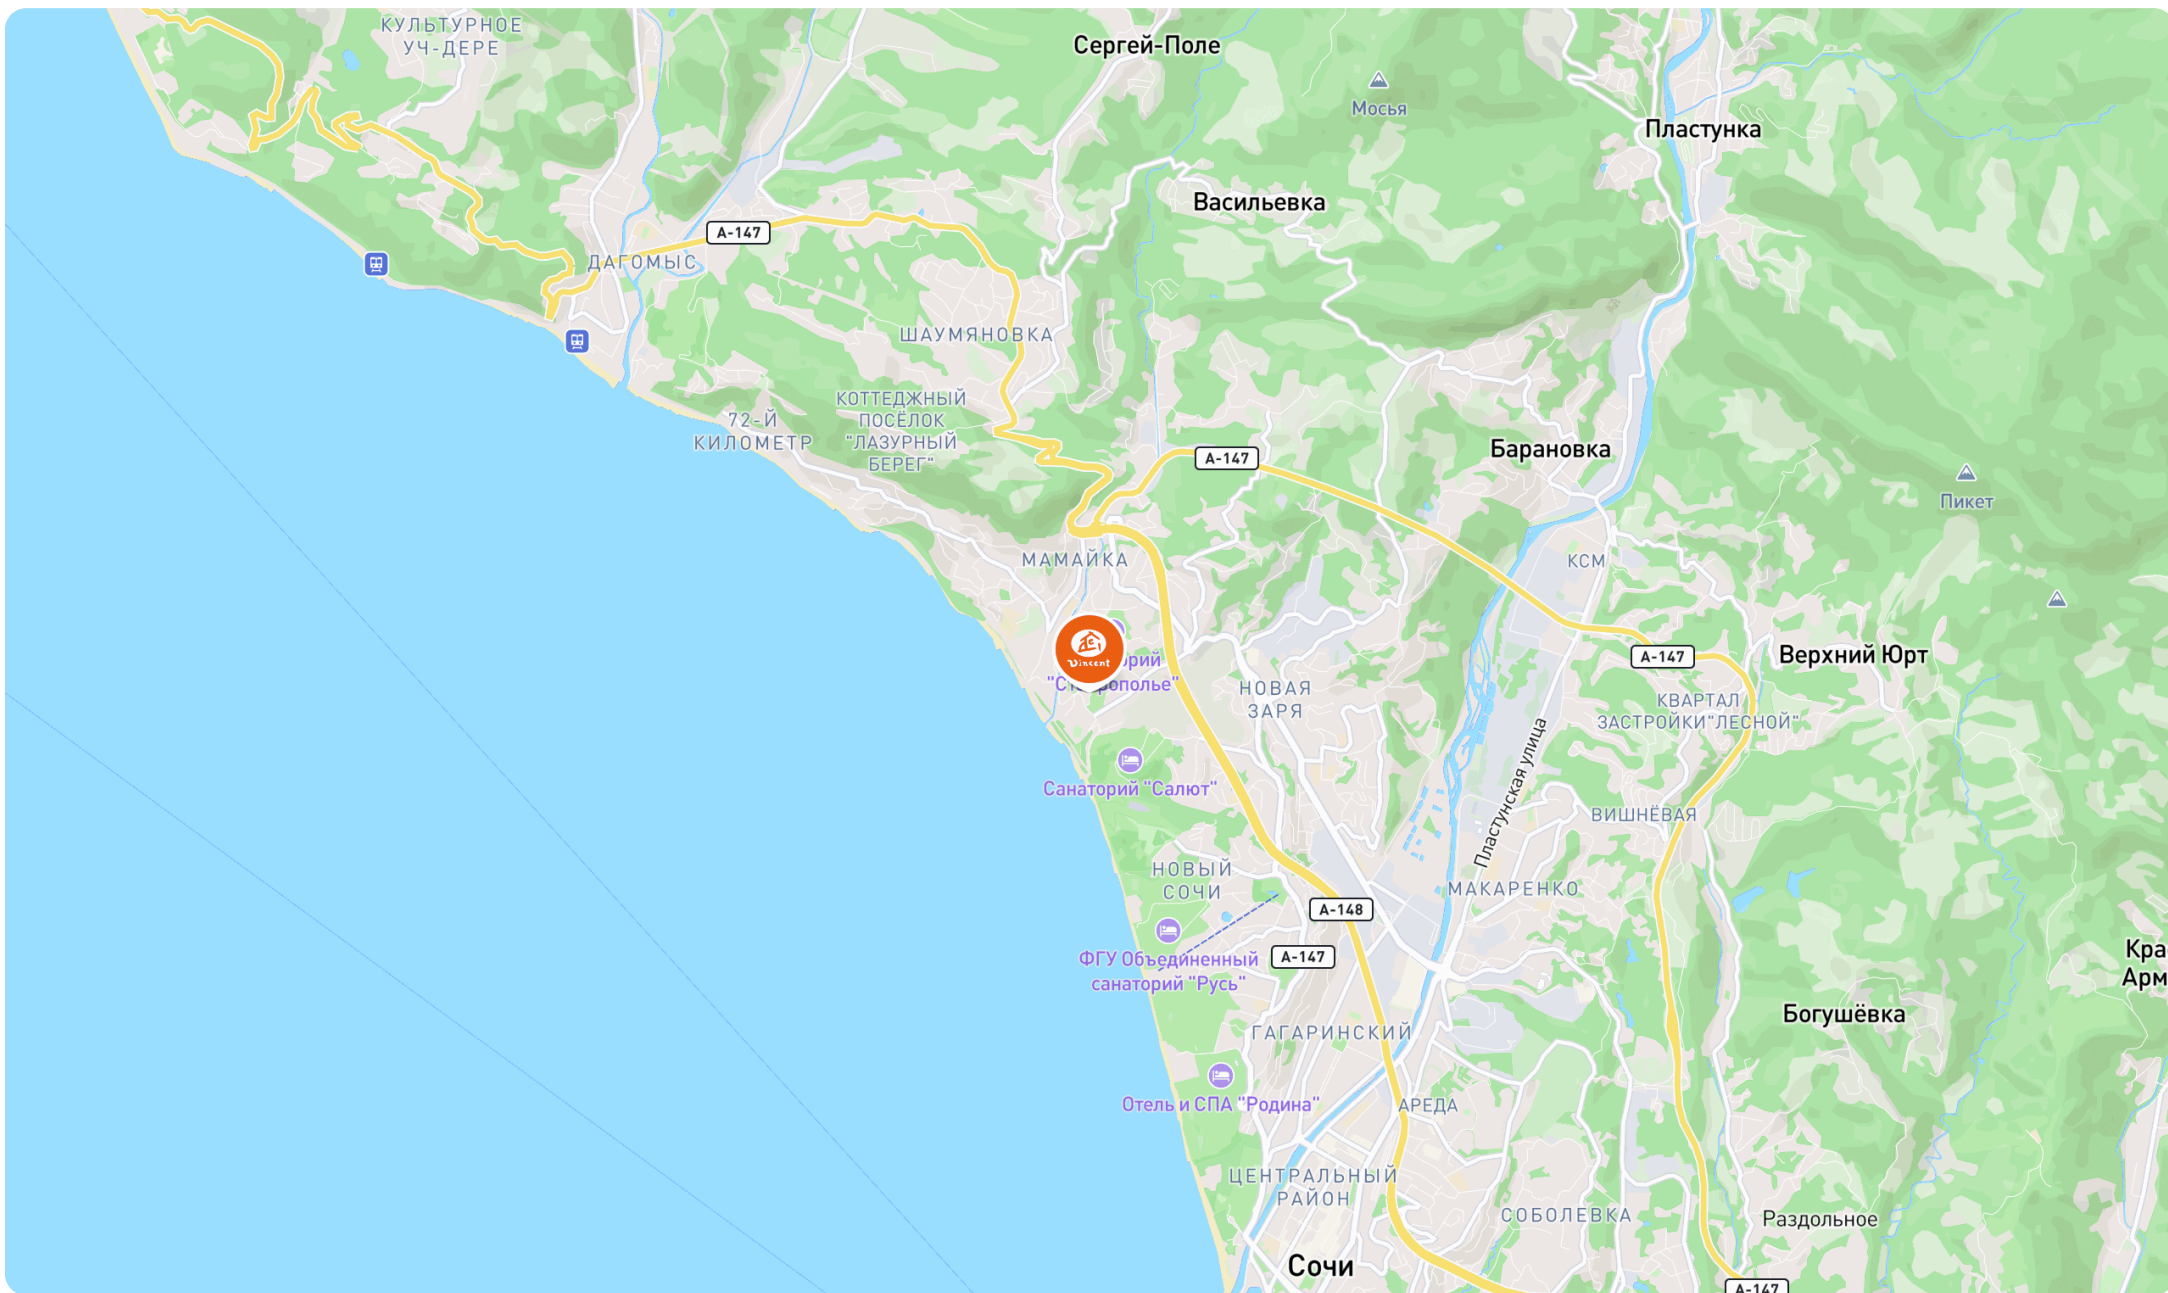 КУЛЬТУРНОЕ
УЧ-ДЕРЕ
Сергей-Поле
Мосья
Пластунка
Васильевка
А-147
ДАГОМЫС
ШАУМЯНОВКА
КОТТЕДЖНЫЙ
ПОСЁЛОК
"ЛАЗУРНЫЙ
БЕРЕГ"
72-Й
КИЛОМЕТР
А-147
Барановка
Пикет
МАМАЙКА
КСМ
Vincent
"Ставрополье"
А-147
Верхний Юрт
НОВАЯ
ЗАРЯ
КВАРТАЛ
ЗАСТРОЙКИ"ЛЕСНОЙ"
Пластунская улица
Санаторий "Салют"
ВИШНЁВАЯ
НОВЫЙ
СОЧИ
МАКАРЕНКО
А-148
А-147
ФГУ Объединенный
санаторий "Русь"
Кра
Арм
Богушёвка
ГАГАРИНСКИЙ
Отель и СПА "Родина"
АРЕДА
ЦЕНТРАЛЬНЫЙ
РАЙОН
СОБОЛЕВКА
Раздольное
Сочи
А-147